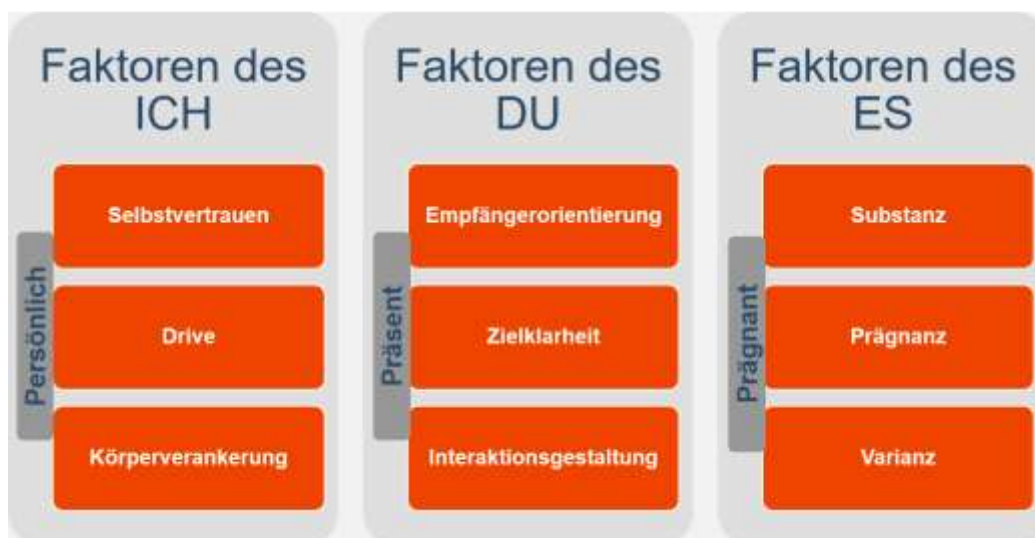 Faktoren des
ICH
Persönlich
Selbstvertrauen
Drive
Körperverankerung
Faktoren des
DU
Präsent
Empfängerorientierung
Zielklarheit
Interaktionsgestaltung
Faktoren des
ES
Prägnant
Substanz
Prägnanz
Varianz